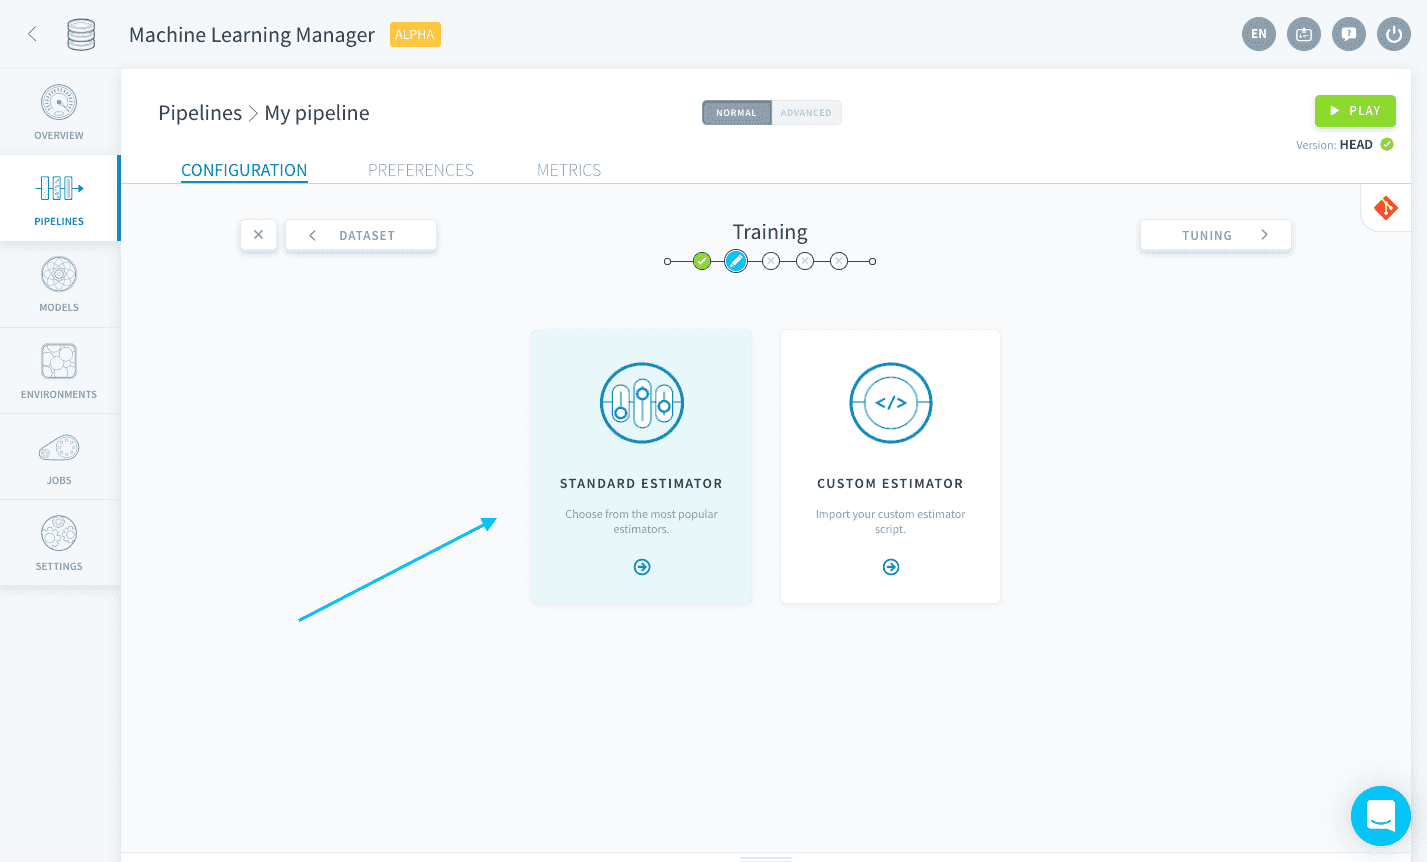 Machine Learning Manager ALPHA
EN
OVERVIEW
PIPELINES
MODELS
ENVIRONMENTS
JOBS
SETTINGS
Pipelines > My pipeline
NORMAL ADVANCED
PLAY
Version: HEAD
CONFIGURATION PREFERENCES METRICS
DATASET
Training
TUNING
STANDARD ESTIMATOR
Choose from the most popular
estimators.
CUSTOM ESTIMATOR
</>
Import your custom estimator
script.